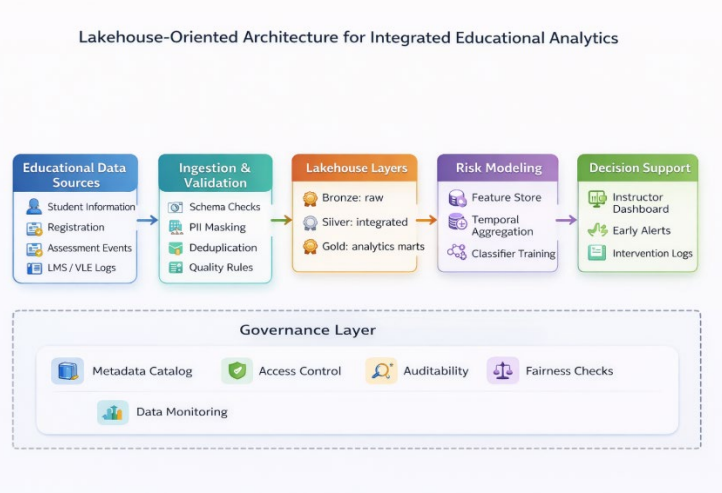 Lakehouse-Oriented Architecture for Integrated Educational Analytics
Educational Data
Sources
Student Information
Registration
Assessment Events
LMS / VLE Logs
Ingestion &
Validation
Schema Checks
PII Masking
Deduplication
Quality Rules
Lakehouse Layers
Bronze: raw
Siiver: integrated
Gold: analytics marts
Risk Modeling
Feature Store
Temporal
Aggregation
Classifier Training
Decision Support
Instructor
Dashboard
Early Alerts
Intervention Logs
Governance Layer
Metadata Catalog
Access Control
Auditability
Fairness Checks
Data Monitoring